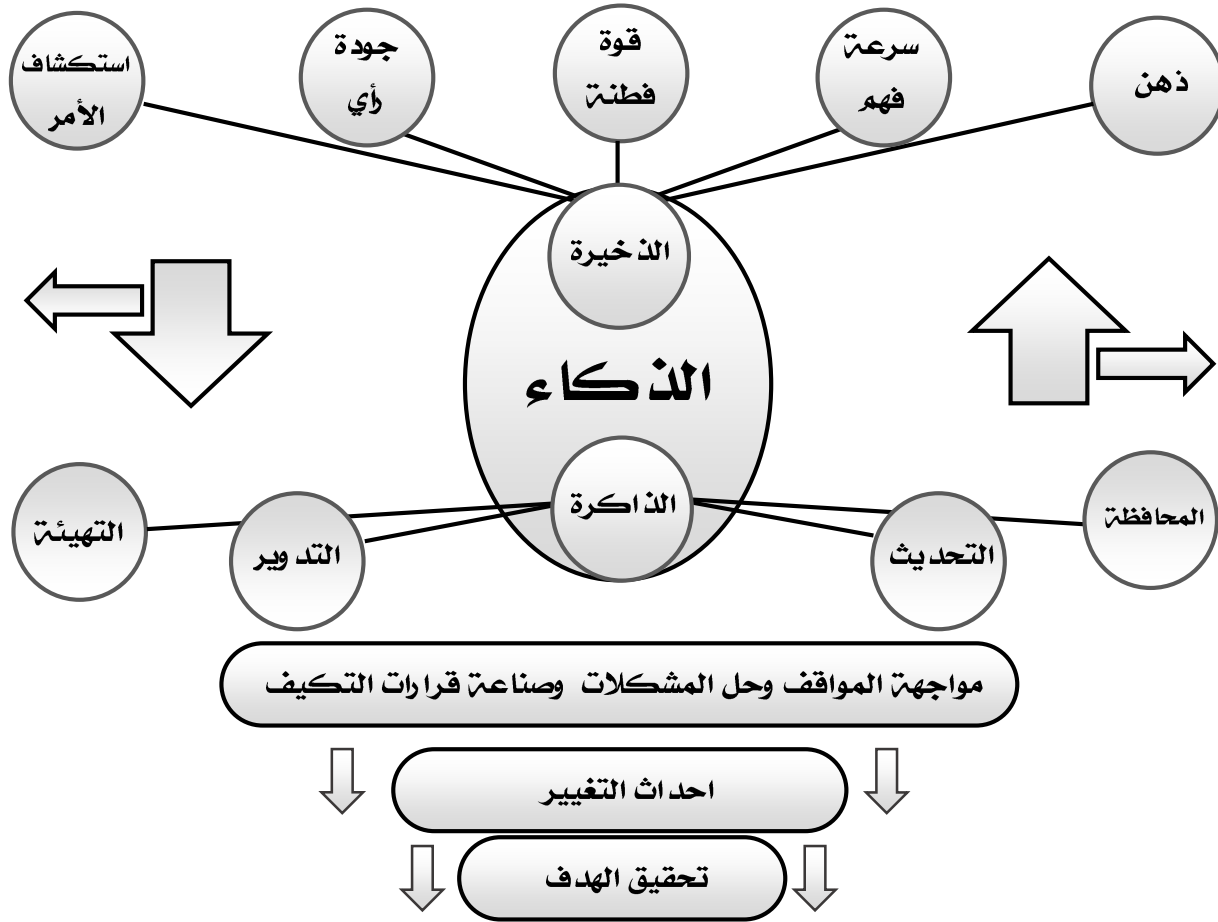 ذهن
سرعة
فهم
قوة
فطنة
جودة
رأي
استكشاف
الأمر
الذخيرة
الذكاء
الذاكرة
المحافظة
التحديث
التدوير
التهيئة
مواجهة المواقف وحل المشكلات وصناعة قرارات التكيف
احداث التغيير
تحقيق الهدف